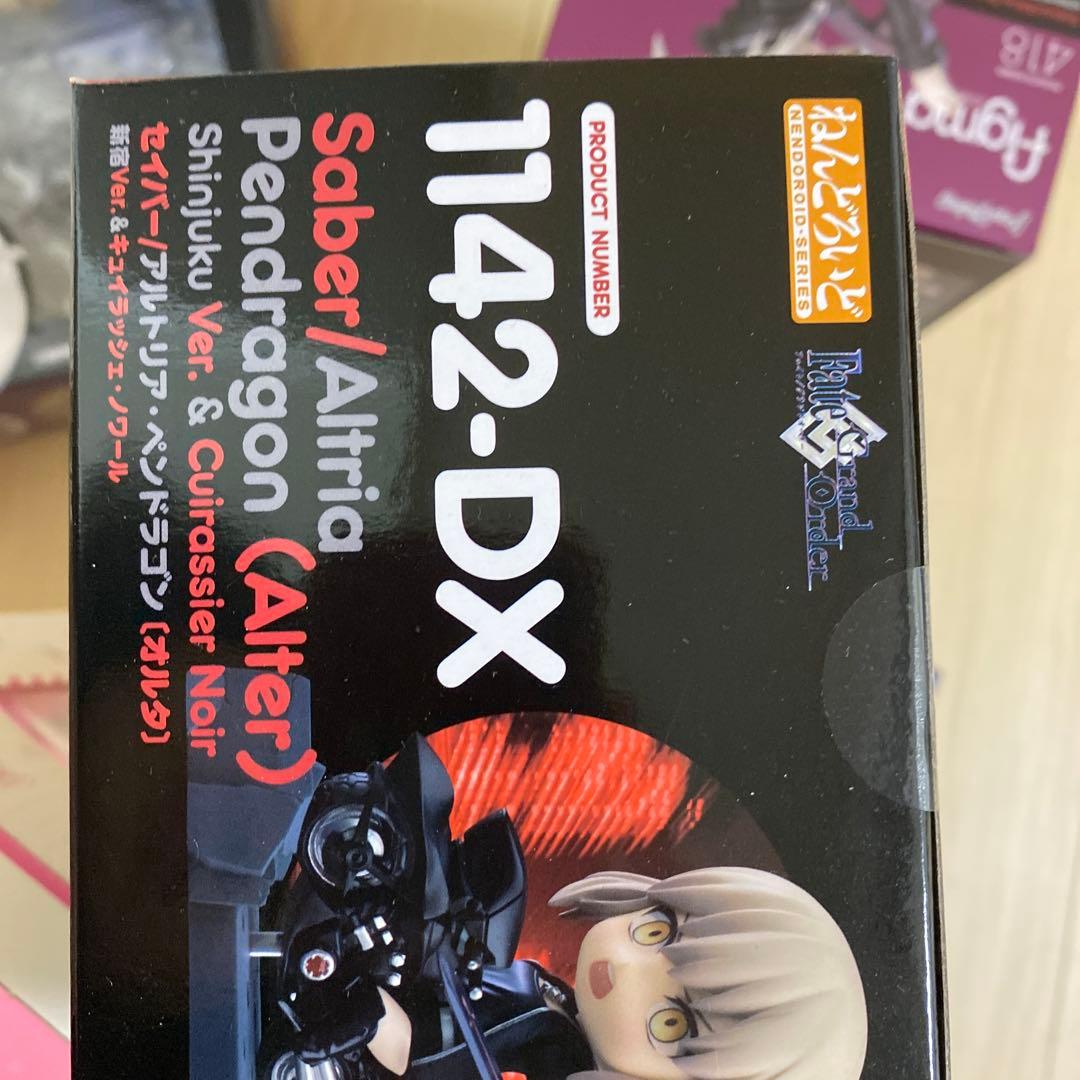 ねんどろいど
NENDOROID·SERIES
Fate
Grand Order
PRODUCT NUMBER
1142-DX
Saber/Altria
Pendragon (Alter)
Shinjuku Ver. & Cuirassier Noir
セイバー/アルトリア・ペンドラゴン〔オルタ〕
新宿Ver.&キュイラッシェ・ノワール
418
figma